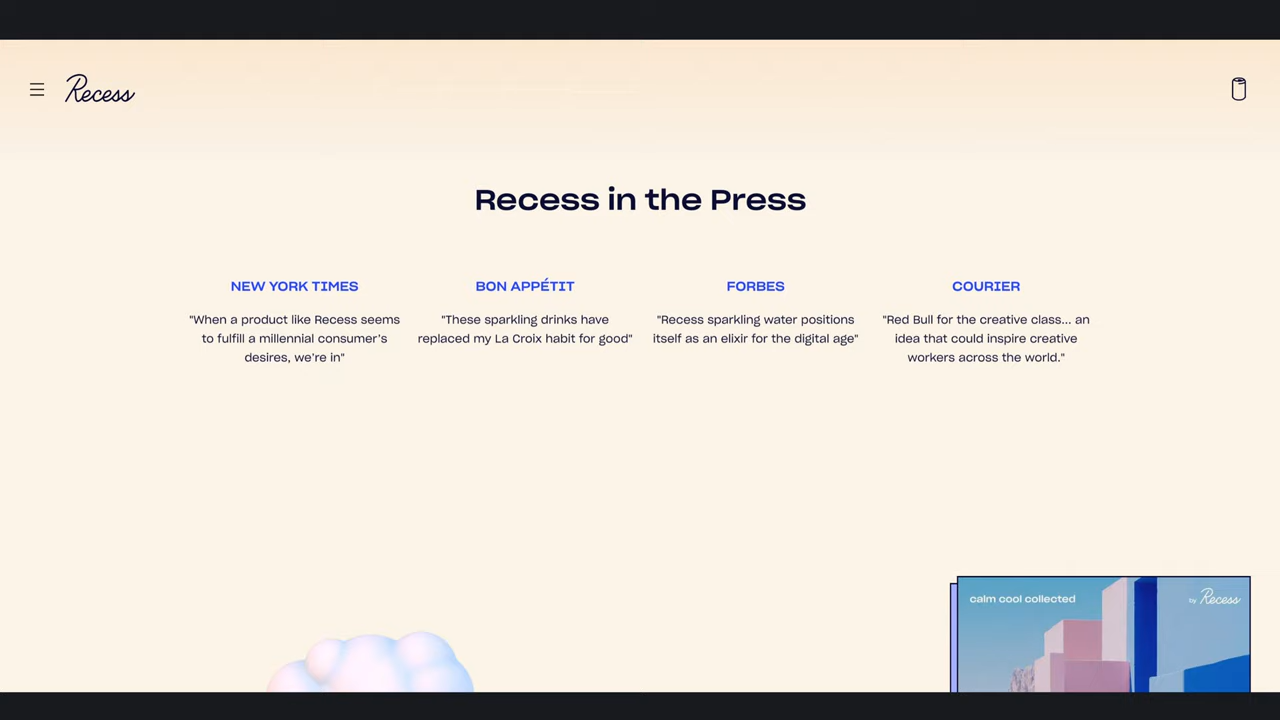 Recess
Recess in the Press
NEW YORK TIMES
"When a product like Recess seems
to fulfill a millennial consumer's
desires, we're in"
BON APPÉTIT
"These sparkling drinks have
replaced my La Croix habit for good"
FORBES
"Recess sparkling water positions
itself as an elixir for the digital age"
COURIER
"Red Bull for the creative class... an
idea that could inspire creative
workers across the world."
calm cool collected
by Recess